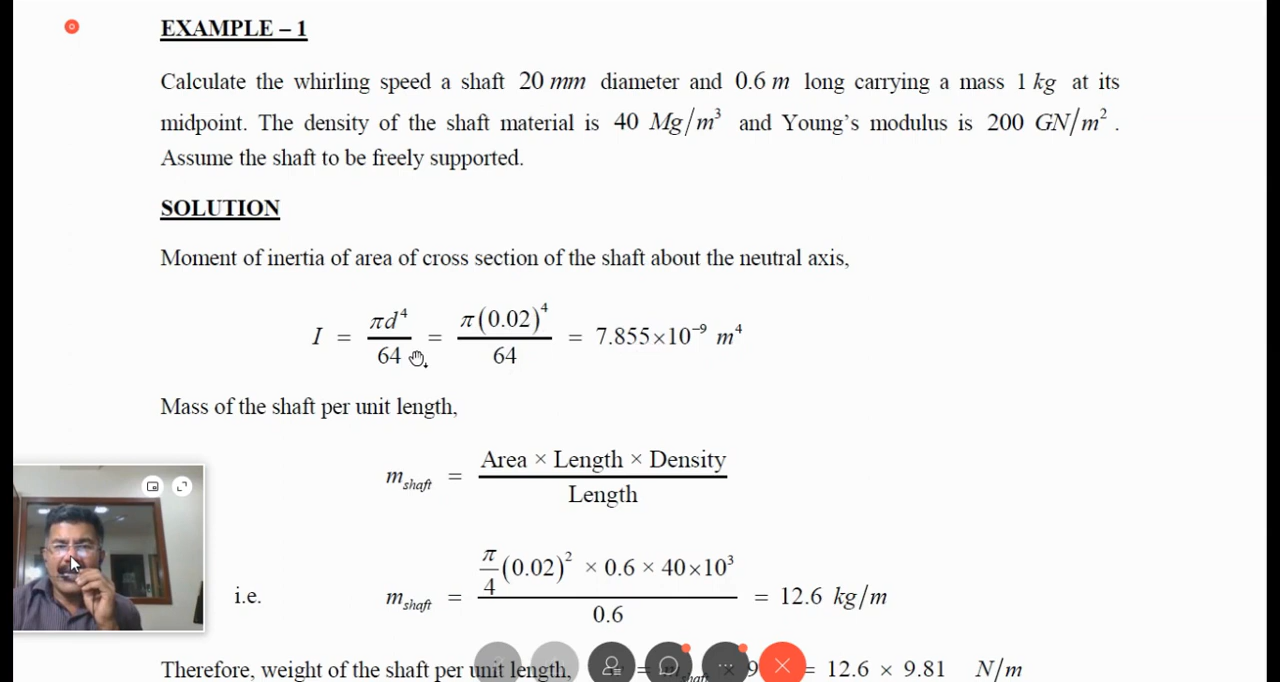 EXAMPLE – 1
Calculate the whirling speed a shaft 20 mm diameter and 0.6 m long carrying a mass 1 kg at its
midpoint. The density of the shaft material is 40 Mg/m³ and Young's modulus is 200 GN/m² .
Assume the shaft to be freely supported.
SOLUTION
Moment of inertia of area of cross section of the shaft about the neutral axis,
I = πd⁴/64 = π(0.02)⁴/64 = 7.855×10⁻⁹ m⁴
Mass of the shaft per unit length,
m_shaft = Area × Length × Density / Length
i.e. m_shaft = π/4 (0.02)² × 0.6 × 40×10³ / 0.6 = 12.6 kg/m
Therefore, weight of the shaft per unit length, = 12.6 × 9.81 N/m